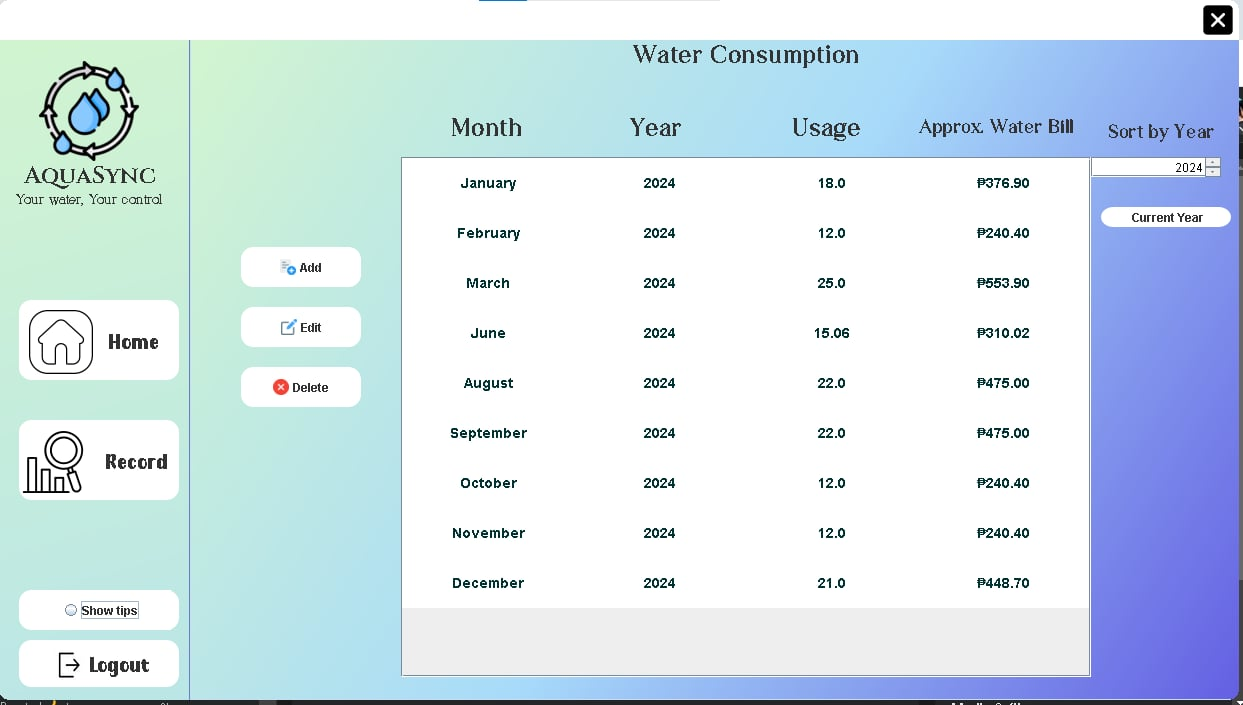 Water Consumption
AQUASYNC
Your water, Your control
Home
Record
Show tips
Logout
Add
Edit
Delete
Month Year Usage Approx. Water Bill
January 2024 18.0 ₱376.90
February 2024 12.0 ₱240.40
March 2024 25.0 ₱553.90
June 2024 15.06 ₱310.02
August 2024 22.0 ₱475.00
September 2024 22.0 ₱475.00
October 2024 12.0 ₱240.40
November 2024 12.0 ₱240.40
December 2024 21.0 ₱448.70
Sort by Year
2024
Current Year